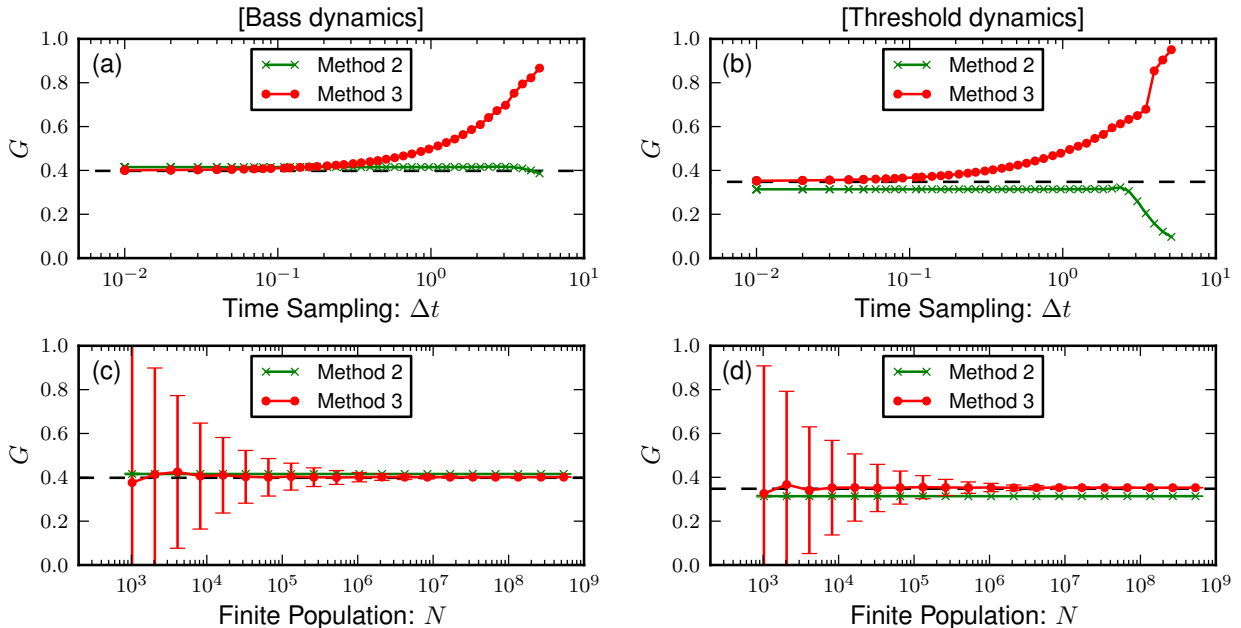 [Bass dynamics]
[Threshold dynamics]
(a)
Method 2
Method 3
G
1.0
0.8
0.6
0.4
0.2
0.0
10^{-2}
10^{-1}
10^0
10^1
Time Sampling: Δt
(b)
Method 2
Method 3
G
1.0
0.8
0.6
0.4
0.2
0.0
10^{-2}
10^{-1}
10^0
10^1
Time Sampling: Δt
(c)
Method 2
Method 3
G
1.0
0.8
0.6
0.4
0.2
0.0
10^3
10^4
10^5
10^6
10^7
10^8
10^9
Finite Population: N
(d)
Method 2
Method 3
G
1.0
0.8
0.6
0.4
0.2
0.0
10^3
10^4
10^5
10^6
10^7
10^8
10^9
Finite Population: N